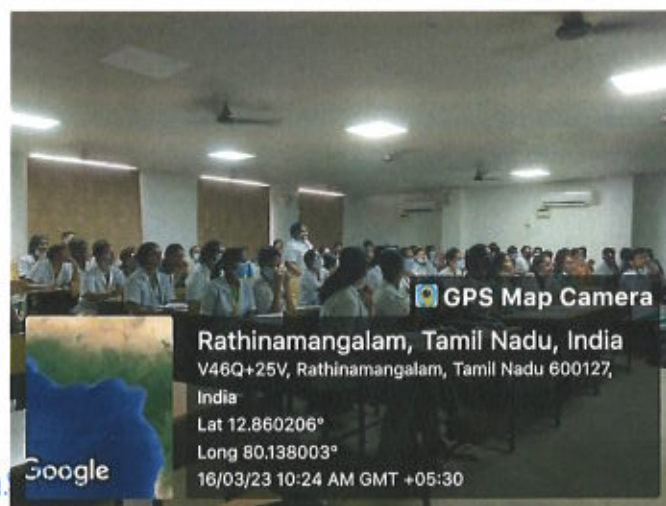 GPS Map Camera
Rathinamangalam, Tamil Nadu, India
V46Q+25V, Rathinamangalam, Tamil Nadu 600127,
India
Lat 12.860206°
Long 80.138003°
16/03/23 10:24 AM GMT +05:30
Google